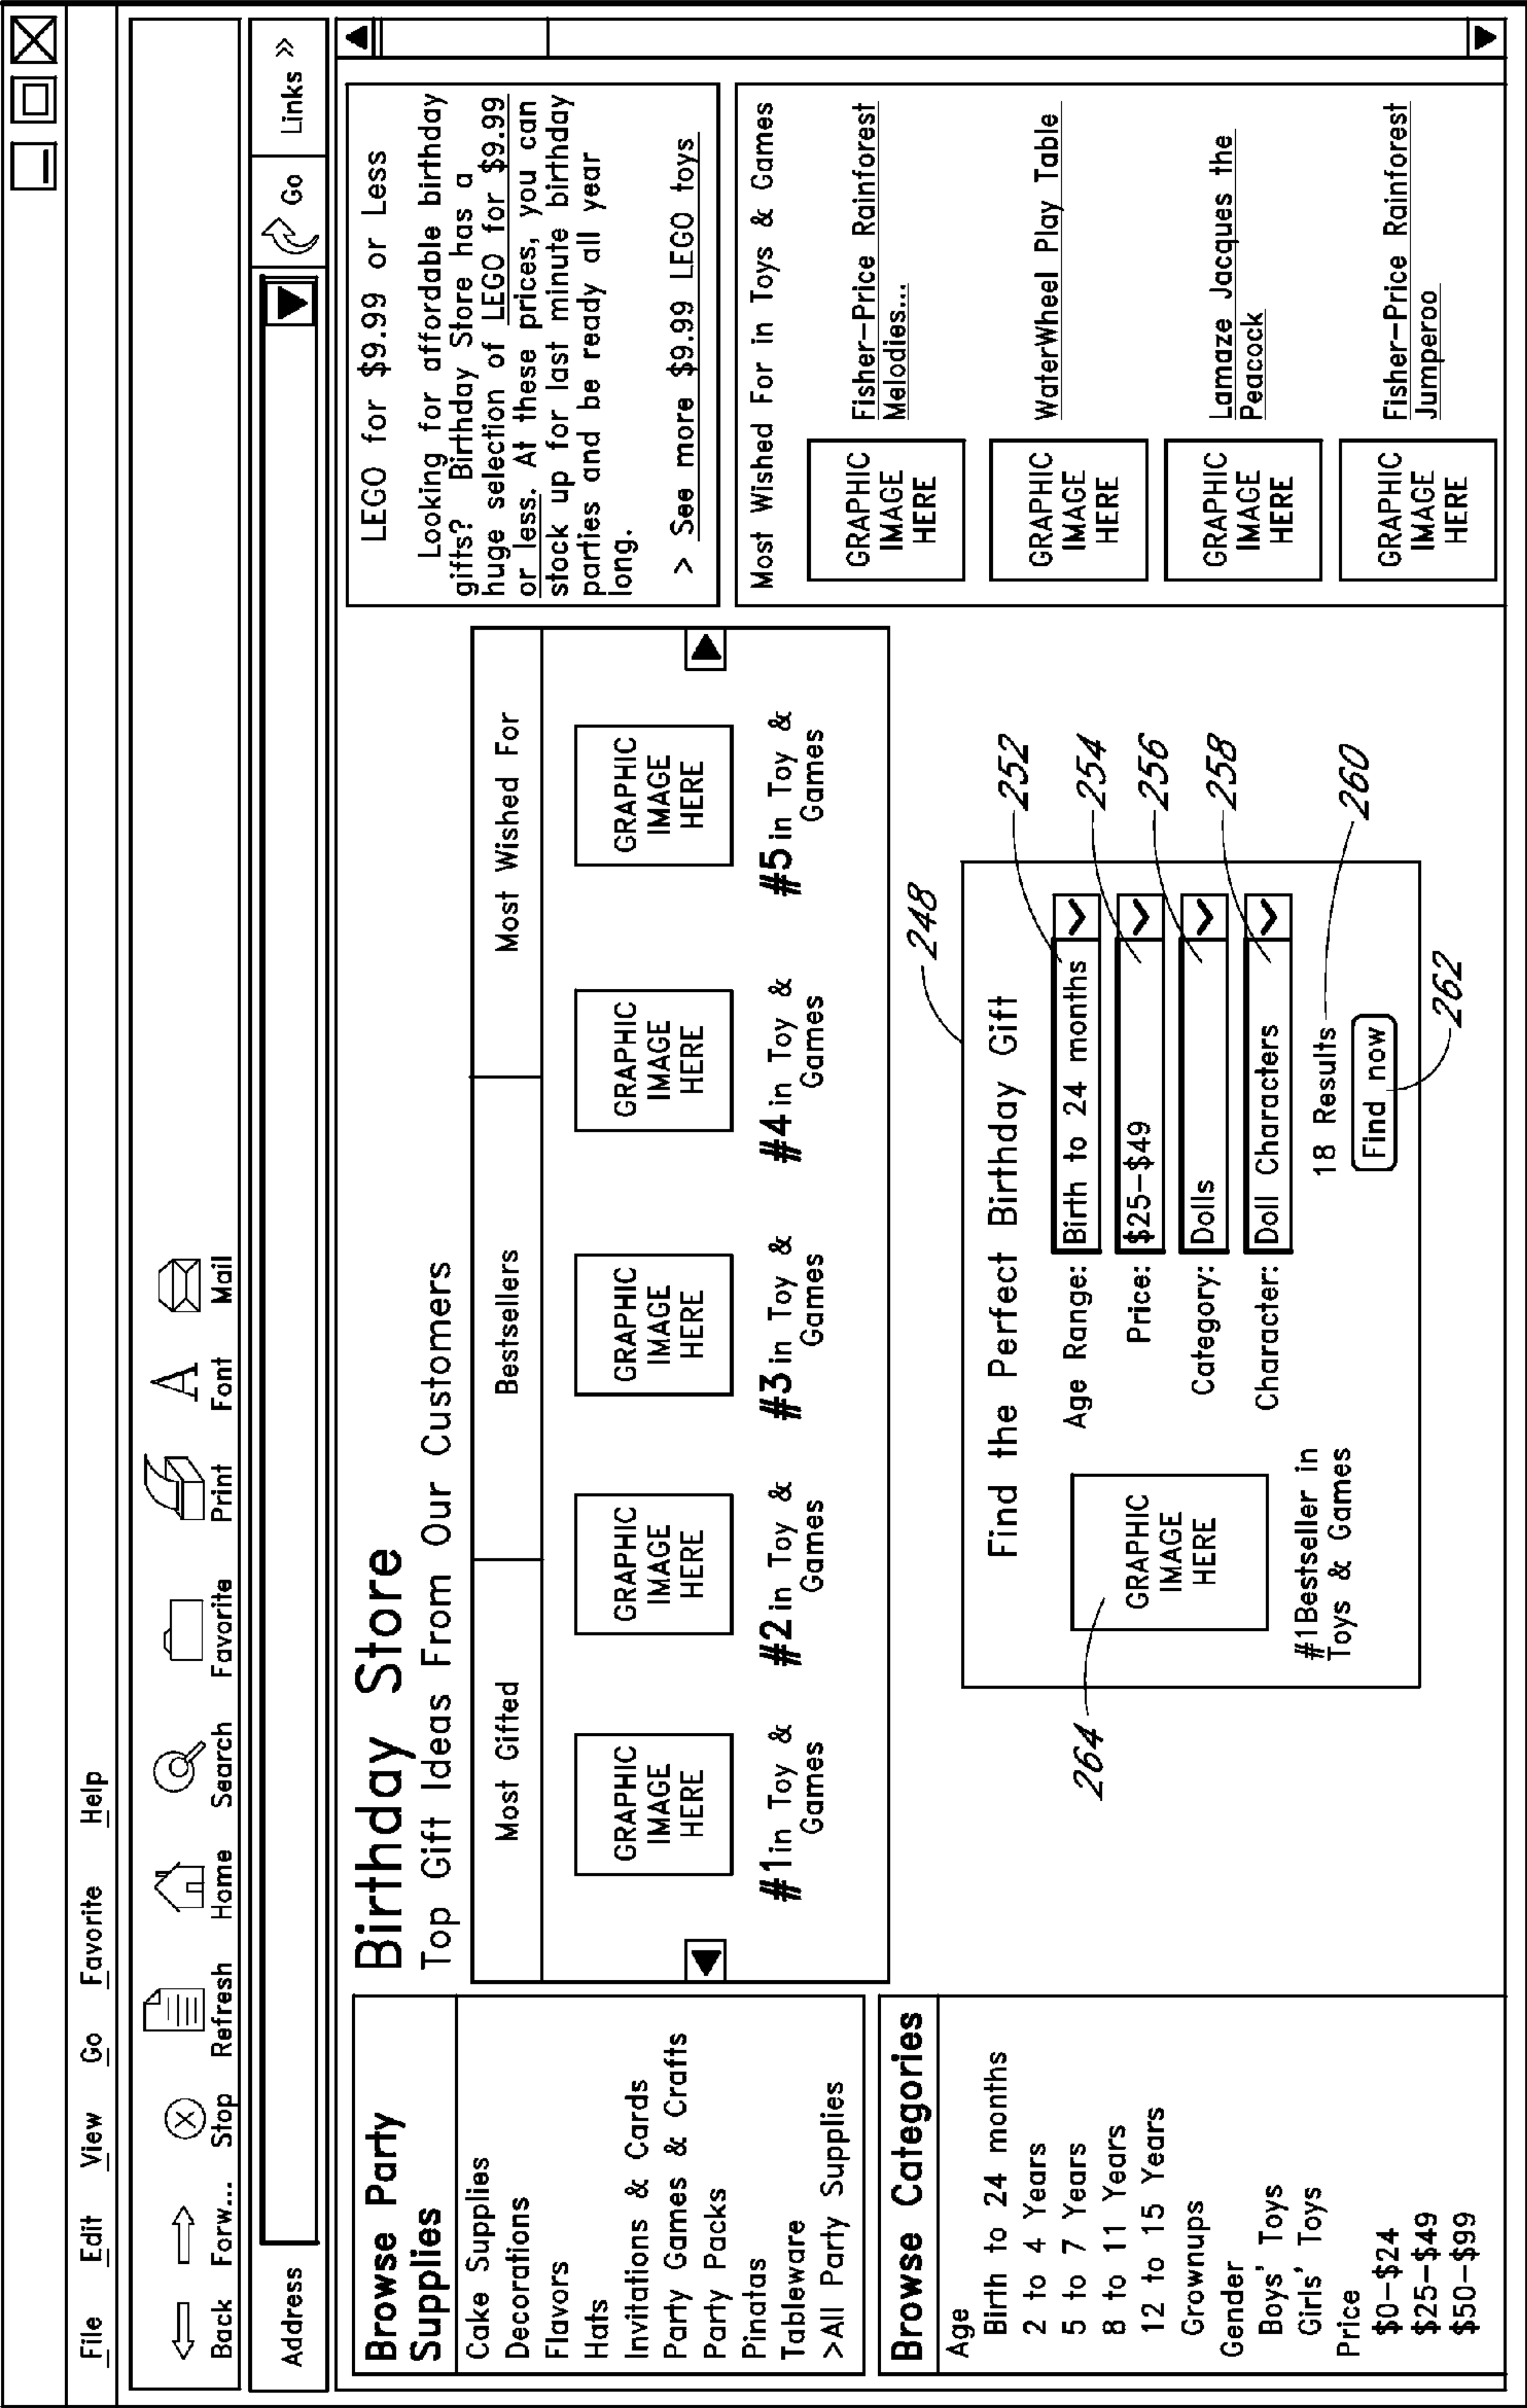 File Edit View Go Favorite Help
Back Forw... Stop Refresh Home Search Favorite Print Font Mail
Address
Go
Links »
Browse Party
Supplies
Cake Supplies
Decorations
Flavors
Hats
Invitations & Cards
Party Games & Crafts
Party Packs
Pinatas
Tableware
>All Party Supplies
Browse Categories
Age
Birth to 24 months
2 to 4 Years
5 to 7 Years
8 to 11 Years
12 to 15 Years
Grownups
Gender
Boys' Toys
Girls' Toys
Price
$0-$24
$25-$49
$50-$99
Birthday Store
Top Gift Ideas From Our Customers
Most Gifted
Bestsellers
Most Wished For
GRAPHIC
IMAGE
HERE
#1 in Toy &
Games
GRAPHIC
IMAGE
HERE
#2 in Toy &
Games
GRAPHIC
IMAGE
HERE
#3 in Toy &
Games
GRAPHIC
IMAGE
HERE
#4 in Toy &
Games
GRAPHIC
IMAGE
HERE
#5 in Toy &
Games
248
Find the Perfect Birthday Gift
264
GRAPHIC
IMAGE
HERE
#1Bestseller in
Toys & Games
Age Range: Birth to 24 months
252
Price: $25-$49
254
Category: Dolls
256
Character: Doll Characters
258
18 Results
260
Find now
262
LEGO for $9.99 or Less
Looking for affordable birthday
gifts? Birthday Store has a
huge selection of LEGO for $9.99
or less. At these prices, you can
stock up for last minute birthday
parties and be ready all year
long.
> See more $9.99 LEGO toys
Most Wished For in Toys & Games
GRAPHIC
IMAGE
HERE
Fisher-Price Rainforest
Melodies...
GRAPHIC
IMAGE
HERE
WaterWheel Play Table
GRAPHIC
IMAGE
HERE
Lamaze Jacques the
Peacock
GRAPHIC
IMAGE
HERE
Fisher-Price Rainforest
Jumperoo